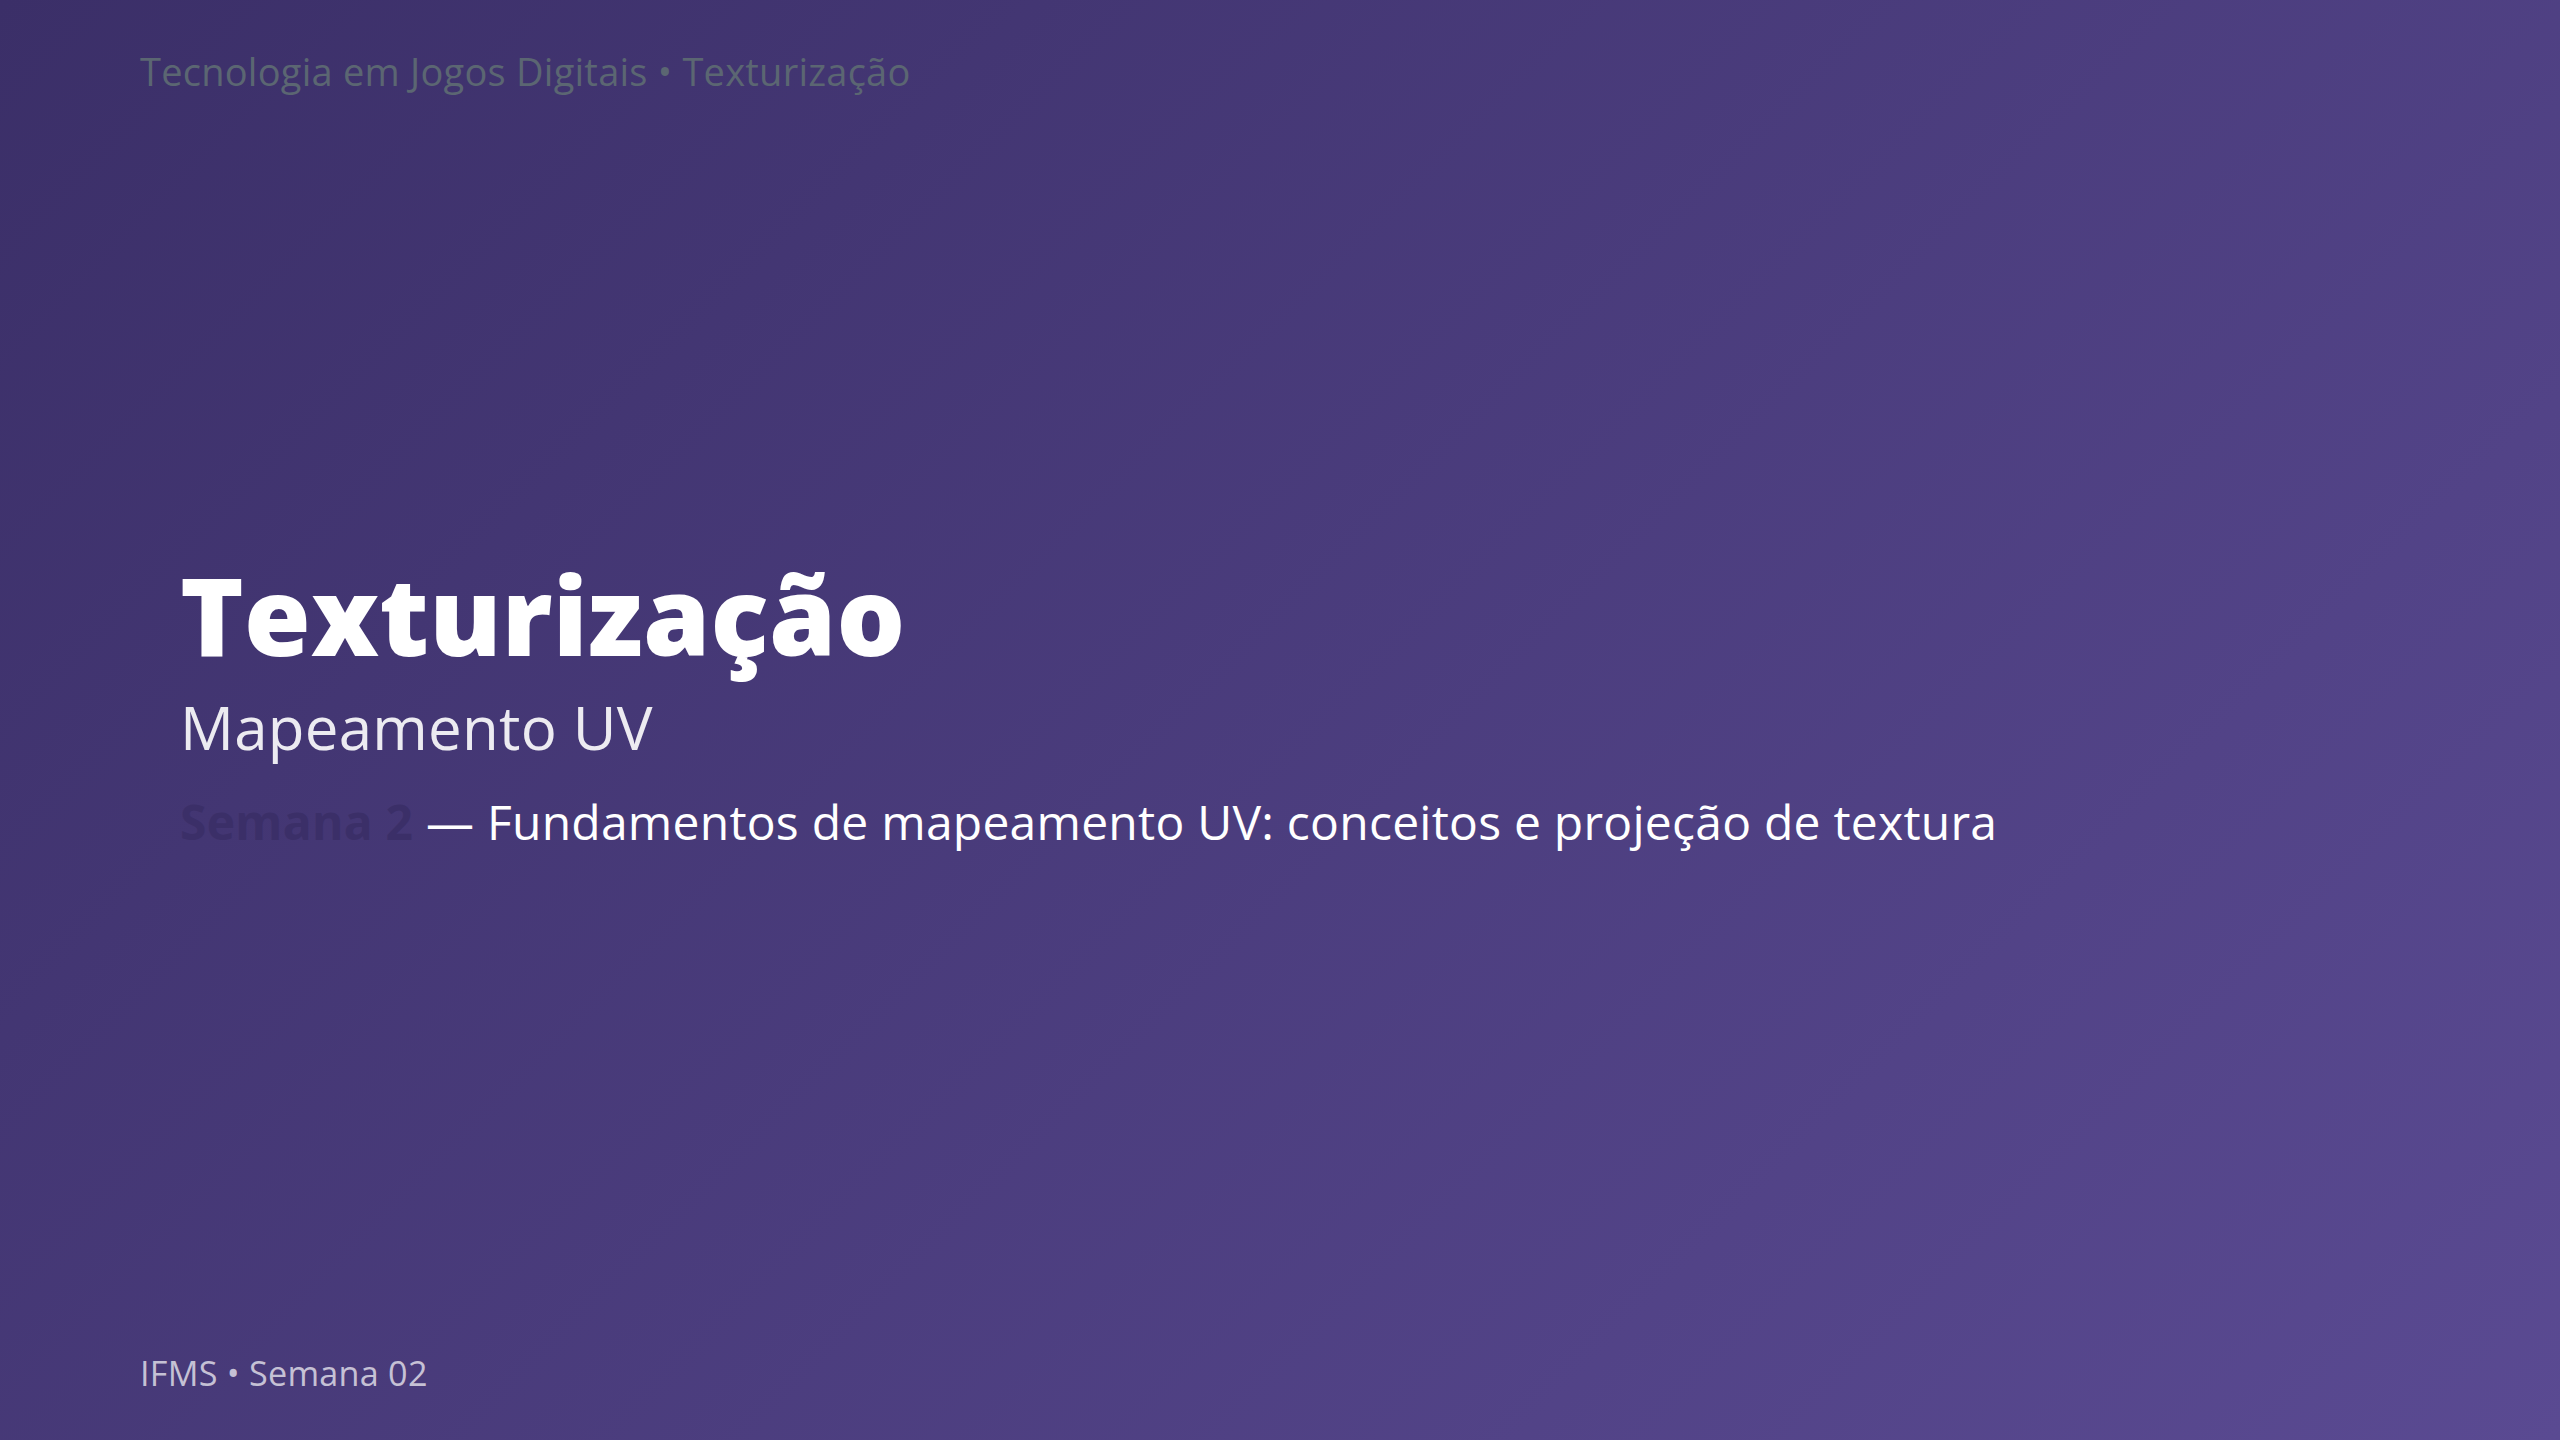 Tecnologia em Jogos Digitais • Texturização
Texturização
Mapeamento UV
Semana 2 — Fundamentos de mapeamento UV: conceitos e projeção de textura
IFMS • Semana 02